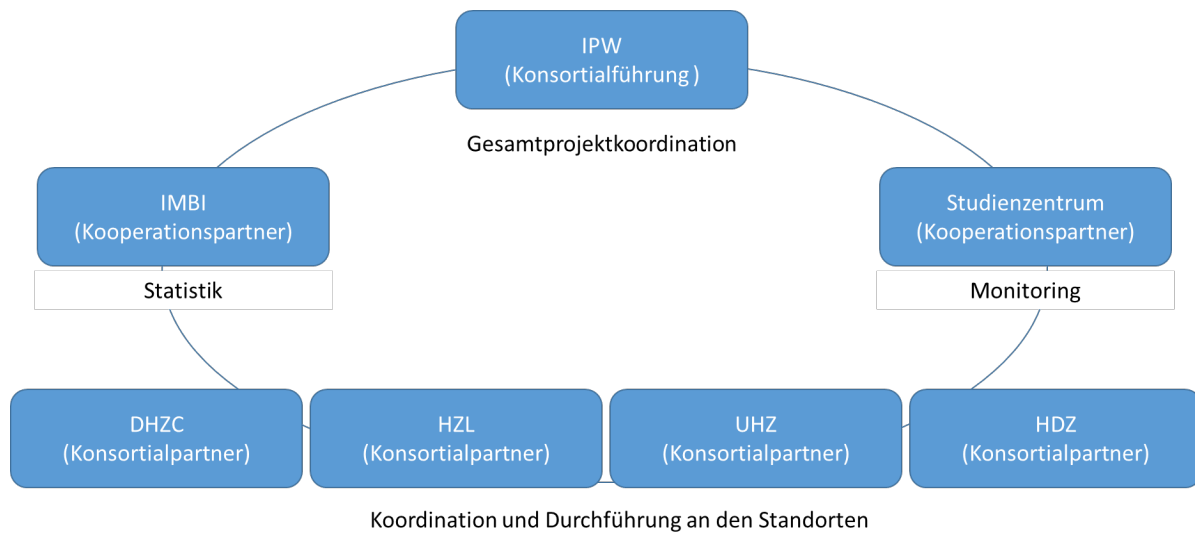 IPW
(Konsortialführung)
Gesamtprojektkoordination
IMBI
(Kooperationspartner)
Studienzentrum
(Kooperationspartner)
Statistik
Monitoring
DHZC
(Konsortialpartner)
HZL
(Konsortialpartner)
UHZ
(Konsortialpartner)
HDZ
(Konsortialpartner)
Koordination und Durchführung an den Standorten